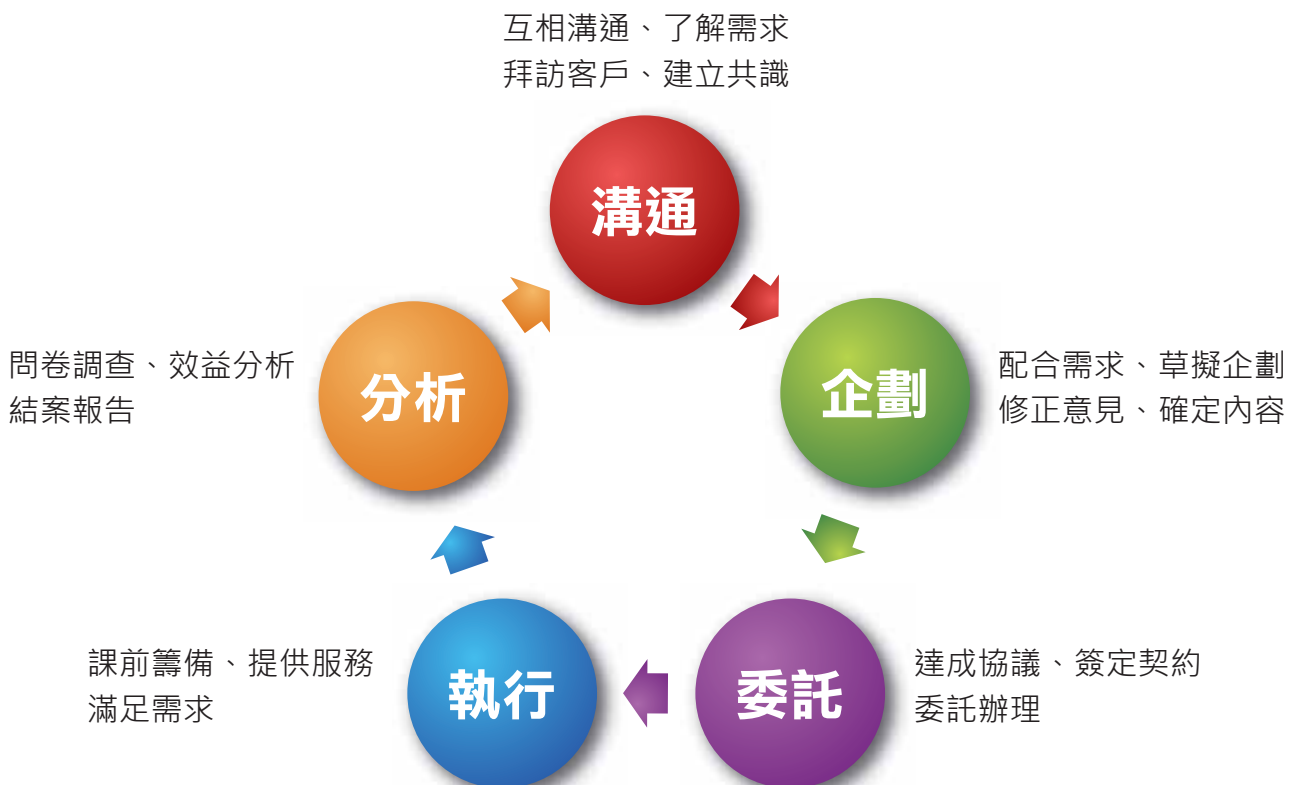 互相溝通、了解需求
拜訪客戶、建立共識
溝通
企劃
配合需求、草擬企劃
修正意見、確定內容
委託
達成協議、簽定契約
委託辦理
執行
課前籌備、提供服務
滿足需求
分析
問卷調查、效益分析
結案報告